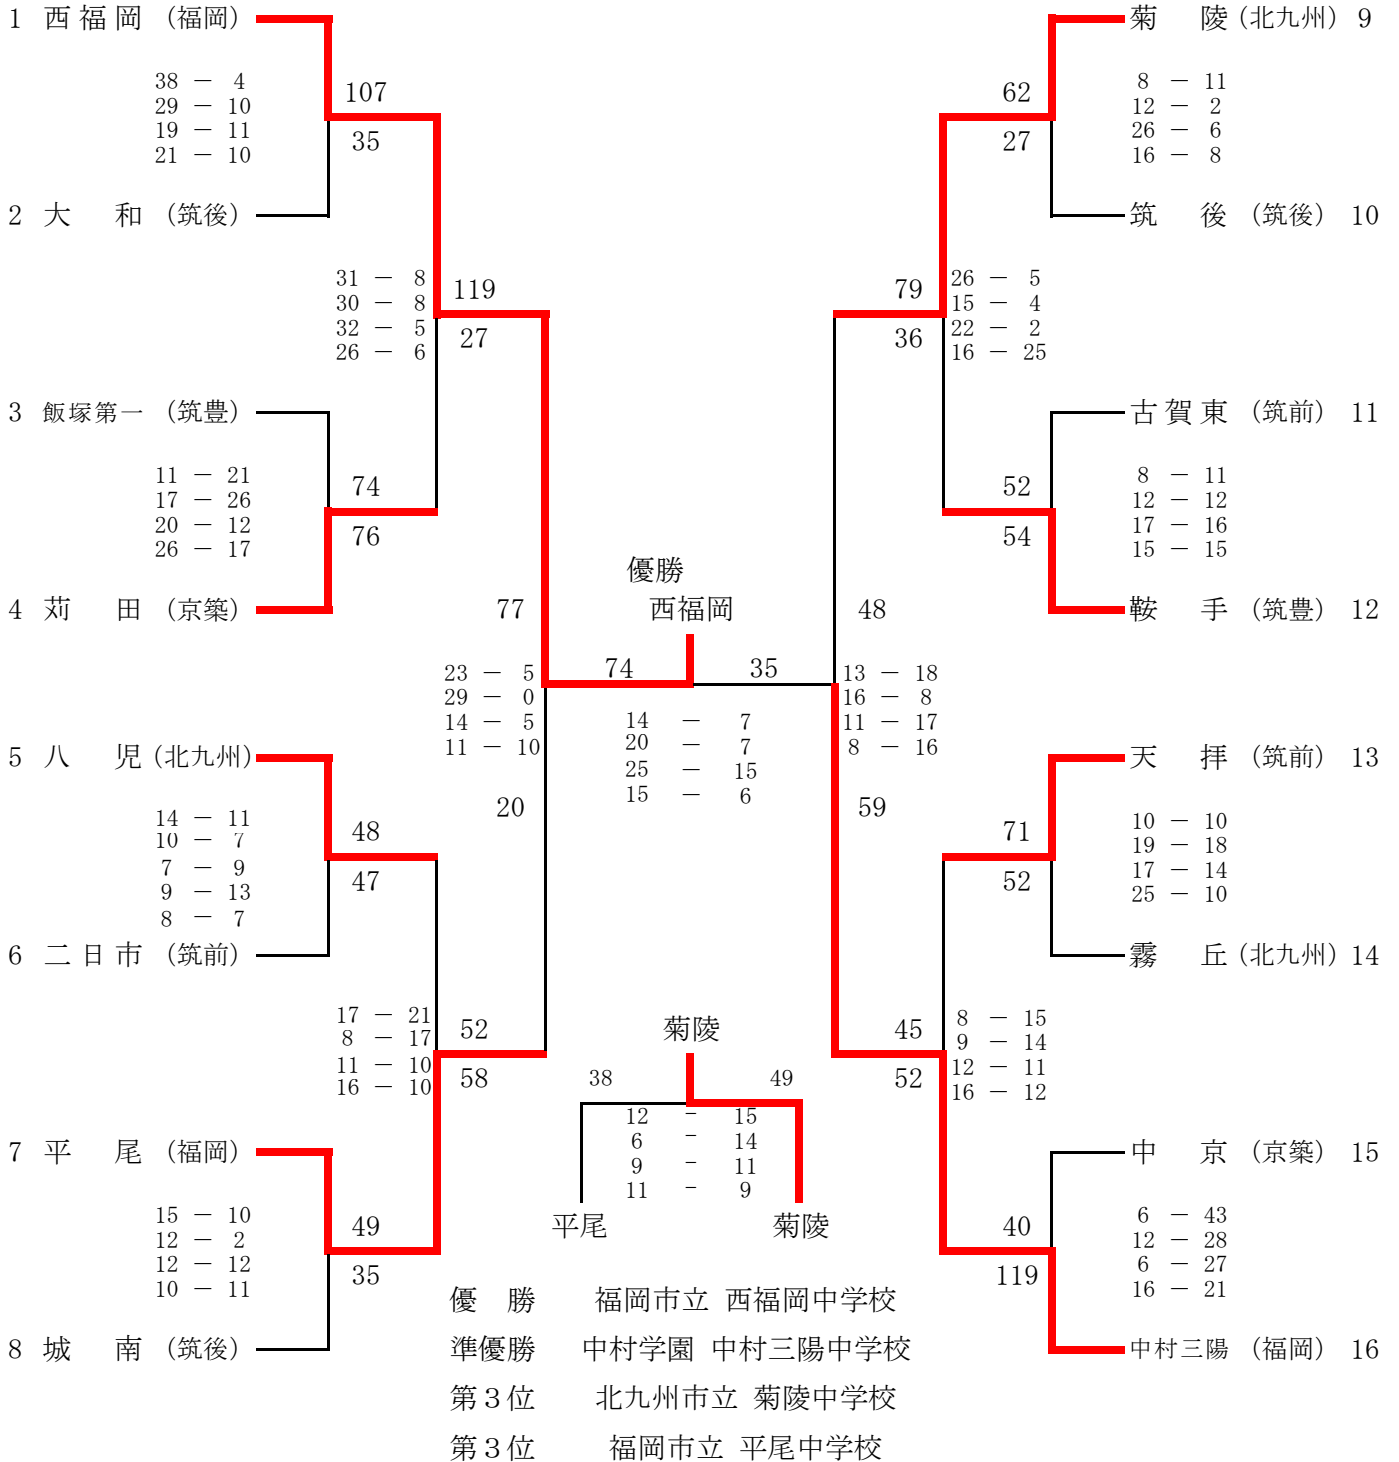 1 西福岡 (福岡)
38 － 4
29 － 10
19 － 11
21 － 10
107
35
2 大 和 (筑後)
31 － 8
30 － 8
32 － 5
26 － 6
119
27
3 飯塚第一 (筑豊)
11 － 21
17 － 26
20 － 12
26 － 17
74
76
4 苅 田 (京築)
77
23 － 5
29 － 0
14 － 5
11 － 10
20
5 八 児 (北九州)
14 － 11
10 － 7
7 － 9
9 － 13
8 － 7
48
47
6 二日市 (筑前)
17 － 21
8 － 17
11 － 10
16 － 10
52
58
7 平 尾 (福岡)
15 － 10
12 － 2
12 － 12
10 － 11
49
35
8 城 南 (筑後)
優勝
西福岡
74 35
14 － 7
20 － 7
25 － 15
15 － 6
菊陵
38 49
12 － 15
6 － 14
9 － 11
11 － 9
平尾 菊陵
菊 陵 (北九州) 9
8 － 11
12 － 2
26 － 6
16 － 8
62
27
筑 後 (筑後) 10
79
36
26 － 5
15 － 4
22 － 2
16 － 25
古賀東 (筑前) 11
8 － 11
12 － 12
17 － 16
15 － 15
52
54
鞍 手 (筑豊) 12
48
13 － 18
16 － 8
11 － 17
8 － 16
59
天 拝 (筑前) 13
10 － 10
19 － 18
17 － 14
25 － 10
71
52
霧 丘 (北九州) 14
45
52
8 － 15
9 － 14
12 － 11
16 － 12
中 京 (京築) 15
6 － 43
12 － 28
6 － 27
16 － 21
40
119
中村三陽 (福岡) 16
優 勝 福岡市立 西福岡中学校
準優勝 中村学園 中村三陽中学校
第３位 北九州市立 菊陵中学校
第３位 福岡市立 平尾中学校